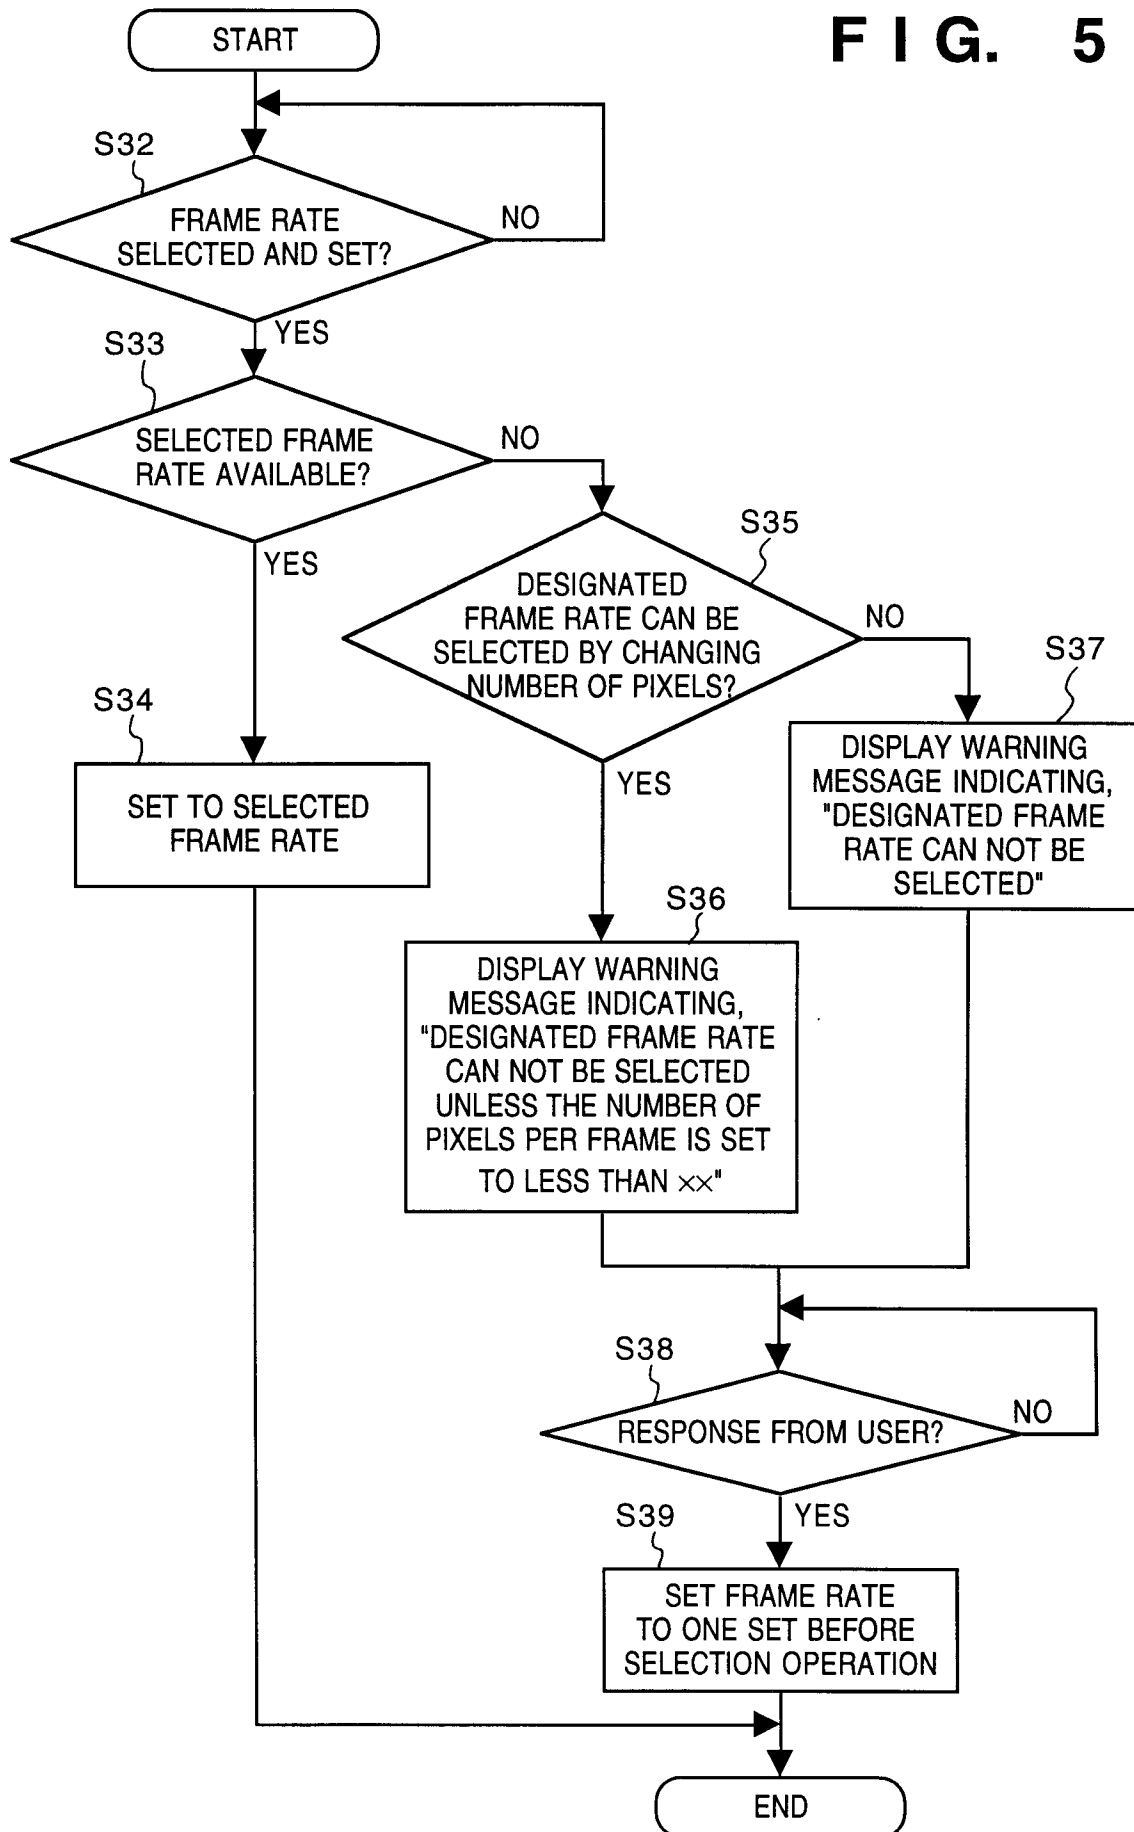 FIG. 5
START
S32
FRAME RATE
SELECTED AND SET?
NO
YES
S33
SELECTED FRAME
RATE AVAILABLE?
NO
YES
S35
DESIGNATED
FRAME RATE CAN BE
SELECTED BY CHANGING
NUMBER OF PIXELS?
NO
YES
S34
SET TO SELECTED
FRAME RATE
S37
DISPLAY WARNING
MESSAGE INDICATING,
"DESIGNATED FRAME
RATE CAN NOT BE
SELECTED"
S36
DISPLAY WARNING
MESSAGE INDICATING,
"DESIGNATED FRAME RATE
CAN NOT BE SELECTED
UNLESS THE NUMBER OF
PIXELS PER FRAME IS SET
TO LESS THAN ××"
S38
RESPONSE FROM USER?
NO
YES
S39
SET FRAME RATE
TO ONE SET BEFORE
SELECTION OPERATION
END